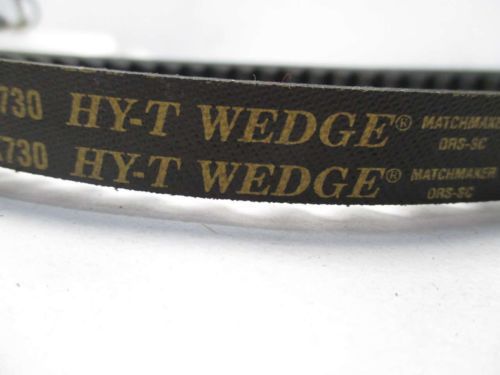 730 HY-T WEDGE® MATCHMAKER
ORS-SC
730 HY-T WEDGE® MATCHMAKER
ORS-SC